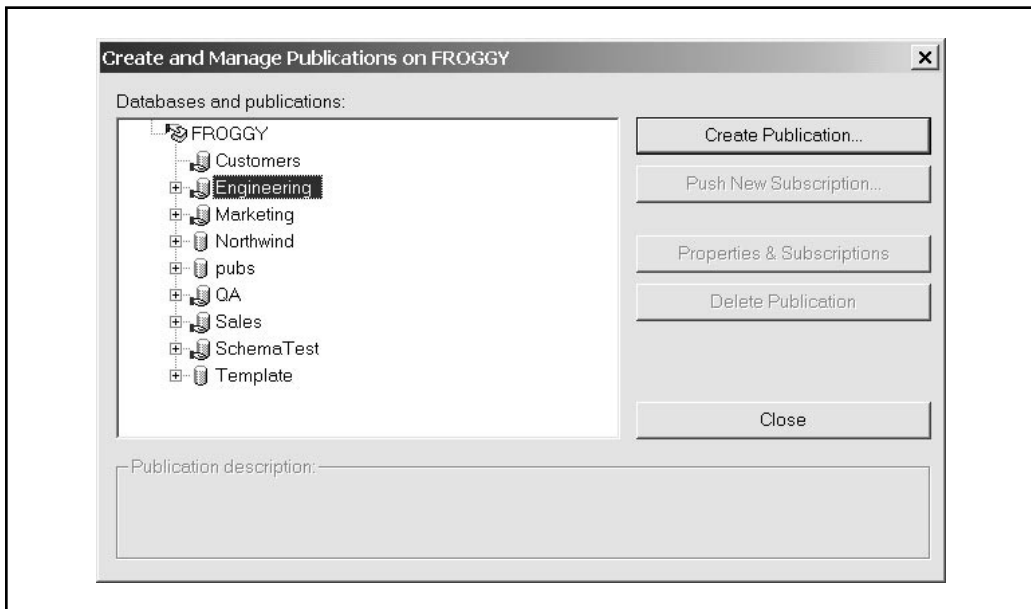 Create and Manage Publications on FROGGY
Databases and publications:
FROGGY
Customers
Engineering
Marketing
Northwind
pubs
QA
Sales
SchemaTest
Template
Create Publication...
Push New Subscription...
Properties & Subscriptions
Delete Publication
Close
Publication description: